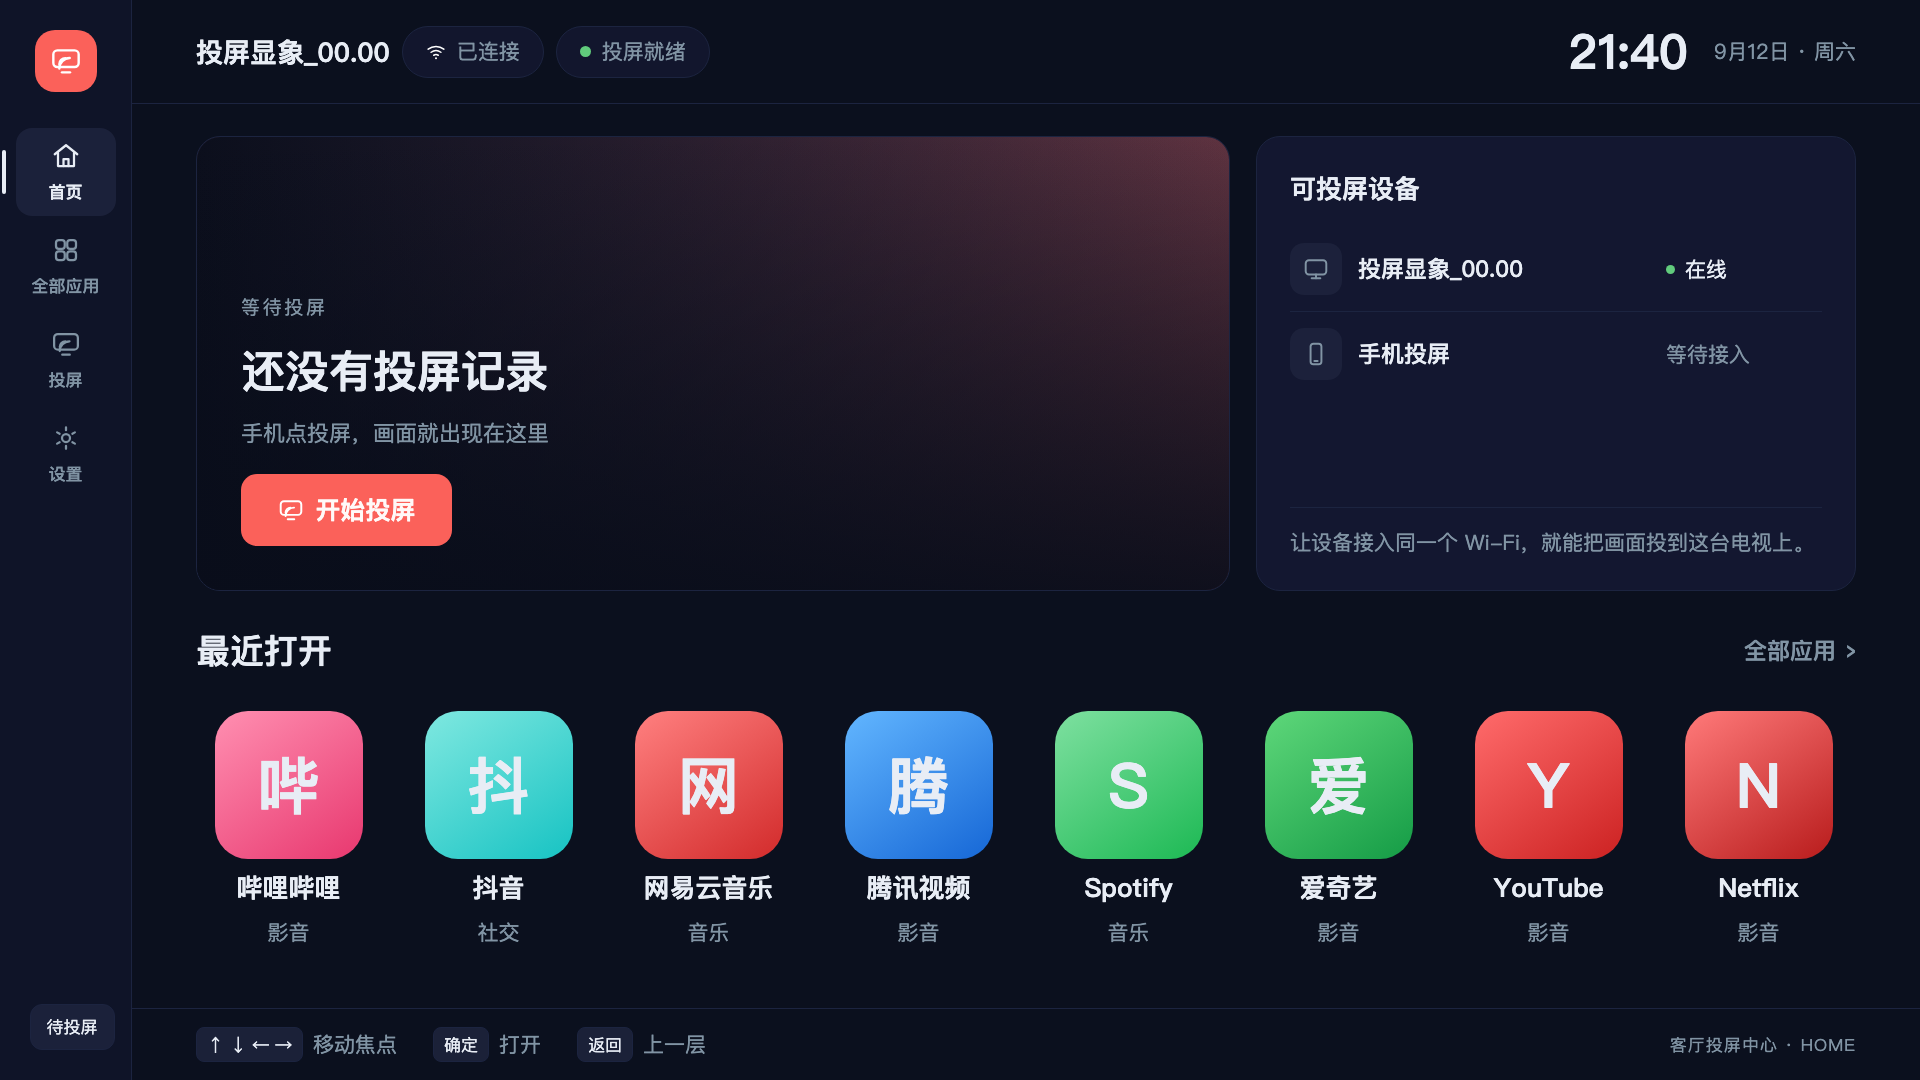 投屏显象_00.00
已连接
投屏就绪
21:40
9月12日 · 周六
首页
全部应用
投屏
设置
待投屏
等待投屏
还没有投屏记录
手机点投屏，画面就出现在这里
开始投屏
可投屏设备
投屏显象_00.00
在线
手机投屏
等待接入
让设备接入同一个 Wi-Fi，就能把画面投到这台电视上。
最近打开
全部应用 >
哔
抖
网
腾
S
爱
Y
N
哔哩哔哩
抖音
网易云音乐
腾讯视频
Spotify
爱奇艺
YouTube
Netflix
影音
社交
音乐
影音
音乐
影音
影音
影音
↑ ↓ ← → 移动焦点
确定 打开
返回 上一层
客厅投屏中心 · HOME